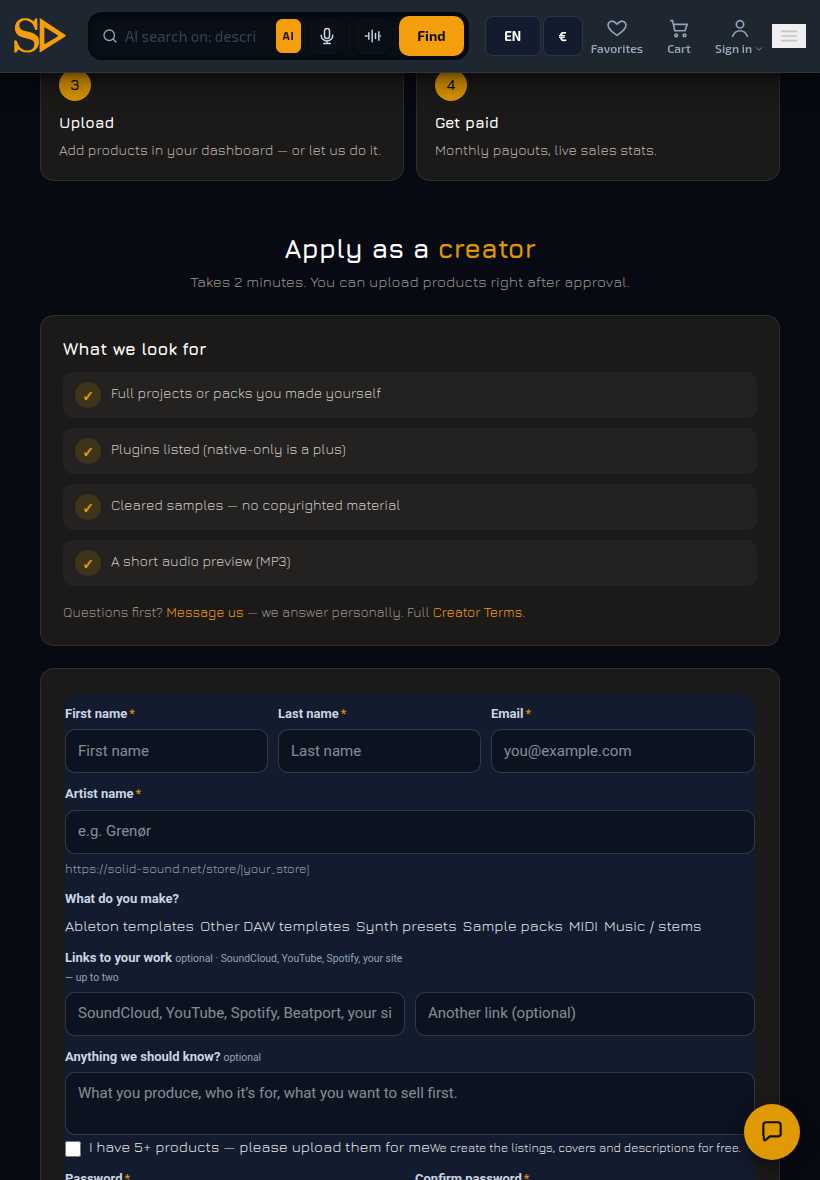 S
AI search on: descri
AI
Find
EN
€
Favorites
Cart
Sign in
3
Upload
Add products in your dashboard — or let us do it.
4
Get paid
Monthly payouts, live sales stats.
Apply as a creator
Takes 2 minutes. You can upload products right after approval.
What we look for
✓ Full projects or packs you made yourself
✓ Plugins listed (native-only is a plus)
✓ Cleared samples — no copyrighted material
✓ A short audio preview (MP3)
Questions first? Message us — we answer personally. Full Creator Terms.
First name *
Last name *
Email *
First name
Last name
you@example.com
Artist name *
e.g. Grenør
https://solid-sound.net/store/[your_store]
What do you make?
Ableton templates Other DAW templates Synth presets Sample packs MIDI Music / stems
Links to your work optional · SoundCloud, YouTube, Spotify, your site
— up to two
SoundCloud, YouTube, Spotify, Beatport, your si
Another link (optional)
Anything we should know? optional
What you produce, who it's for, what you want to sell first.
I have 5+ products — please upload them for meWe create the listings, covers and descriptions for free.
Password *
Confirm password *